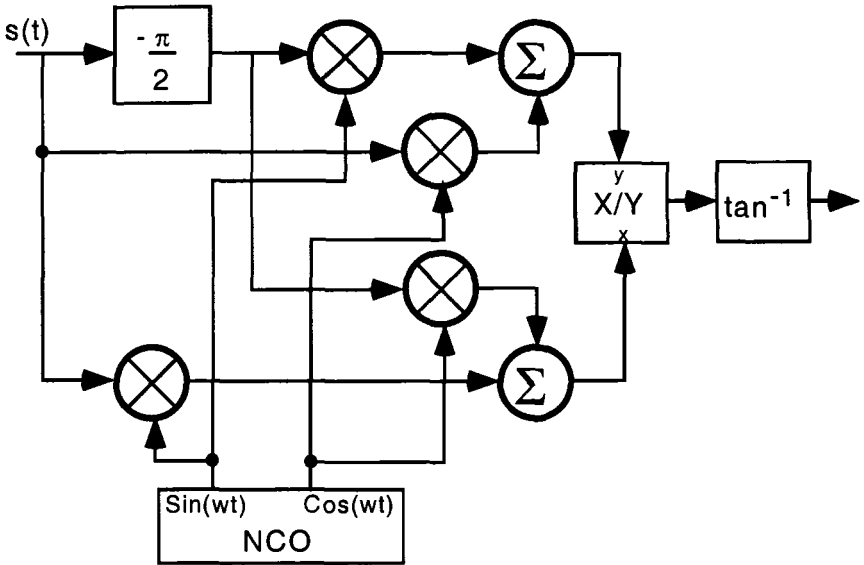 s(t)
-π
2
Σ
y
X/Y
x
tan⁻¹
Σ
Sin(wt) Cos(wt)
NCO